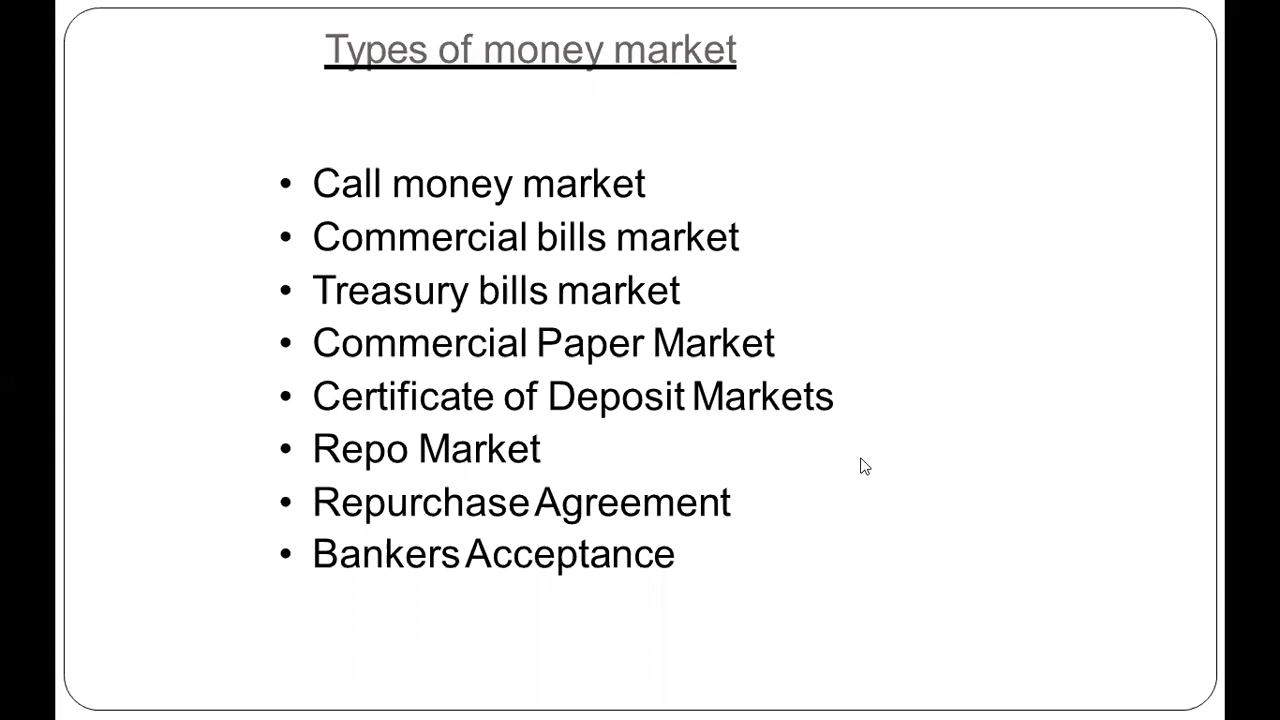 Types of money market
• Call money market
• Commercial bills market
• Treasury bills market
• Commercial Paper Market
• Certificate of Deposit Markets
• Repo Market
• Repurchase Agreement
• Bankers Acceptance